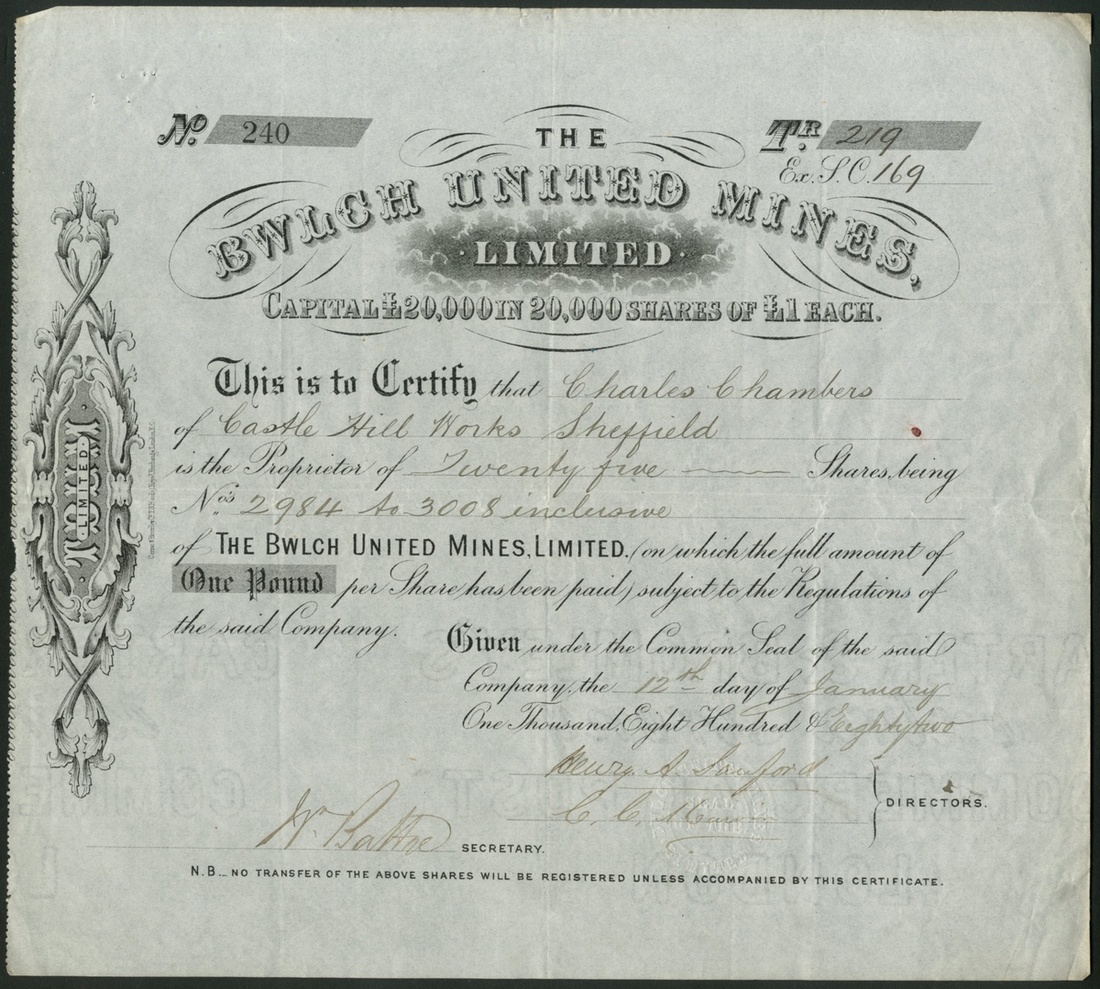 No. 240
TR. 219
Ex. S. C. 169
THE
BWLCH UNITED MINES,
· LIMITED ·
CAPITAL £20,000 IN 20,000 SHARES OF £1 EACH.
This is to Certify that Charles Chambers
of Castle Hill Works Sheffield
is the Proprietor of Twenty five Shares, being
Nos. 2984 to 3008 inclusive
of THE BWLCH UNITED MINES, LIMITED. (on which the full amount of
One Pound per Share has been paid) subject to the Regulations of
the said Company.
Given under the Common Seal of the said
Company, the 12th day of January
One Thousand, Eight Hundred & Eighty two
Henry A. Sanford
C. C.
DIRECTORS.
W. Battye
SECRETARY.
N.B. _ NO TRANSFER OF THE ABOVE SHARES WILL BE REGISTERED UNLESS ACCOMPANIED BY THIS CERTIFICATE.
LIMITED